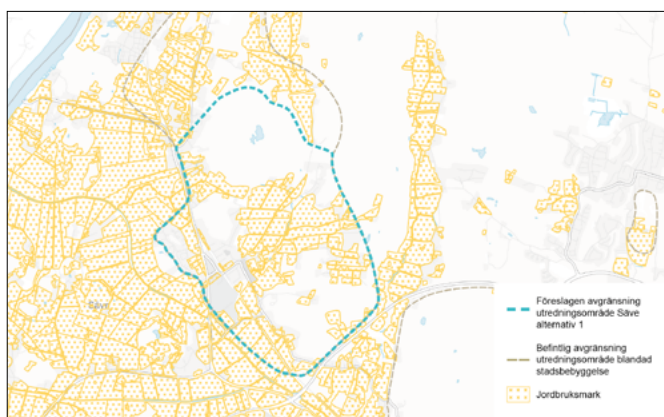 Säve
Föreslagen avgränsning
utredningsområde Säve
alternativ 1
Befintlig avgränsning
utredningsområde blandad
stadsbebyggelse
Jordbruksmark